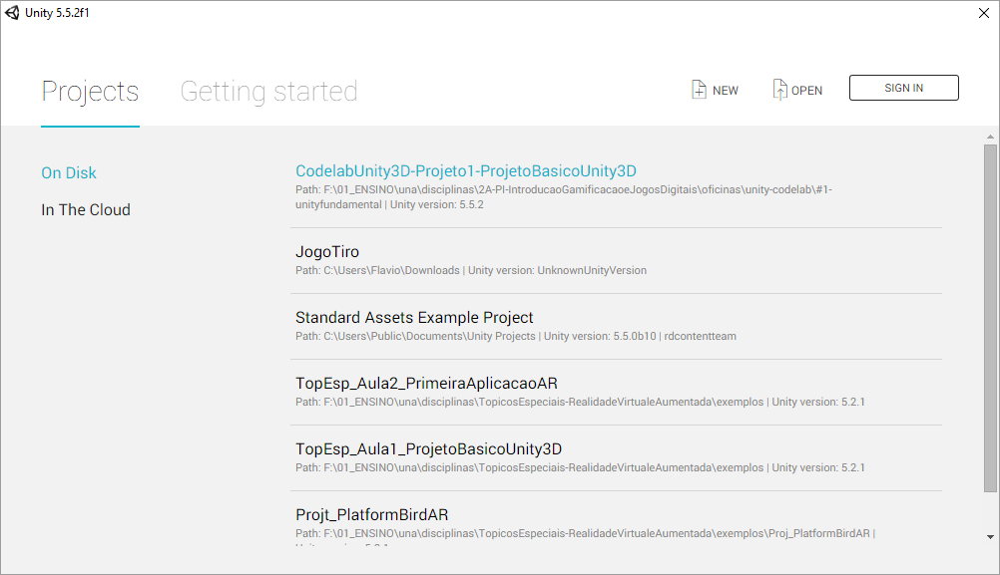 Unity 5.5.2f1
Projects
Getting started
NEW
OPEN
SIGN IN
On Disk
In The Cloud
CodelabUnity3D-Projeto1-ProjetoBasicoUnity3D
Path: F:\01_ENSINO\una\disciplinas\2A-PI-IntroducaoGamificacaoeJogosDigitais\oficinas\unity-codelab\#1-
unityfundamental | Unity version: 5.5.2
JogoTiro
Path: C:\Users\Flavio\Downloads | Unity version: UnknownUnityVersion
Standard Assets Example Project
Path: C:\Users\Public\Documents\Unity Projects | Unity version: 5.5.0b10 | rdcontentteam
TopEsp_Aula2_PrimeiraAplicacaoAR
Path: F:\01_ENSINO\una\disciplinas\TopicosEspeciais-RealidadeVirtualeAumentada\exemplos | Unity version: 5.2.1
TopEsp_Aula1_ProjetoBasicoUnity3D
Path: F:\01_ENSINO\una\disciplinas\TopicosEspeciais-RealidadeVirtualeAumentada\exemplos | Unity version: 5.2.1
Projt_PlatformBirdAR
Path: F:\01_ENSINO\una\disciplinas\TopicosEspeciais-RealidadeVirtualeAumentada\exemplos\Proj_PlatformBirdAR |